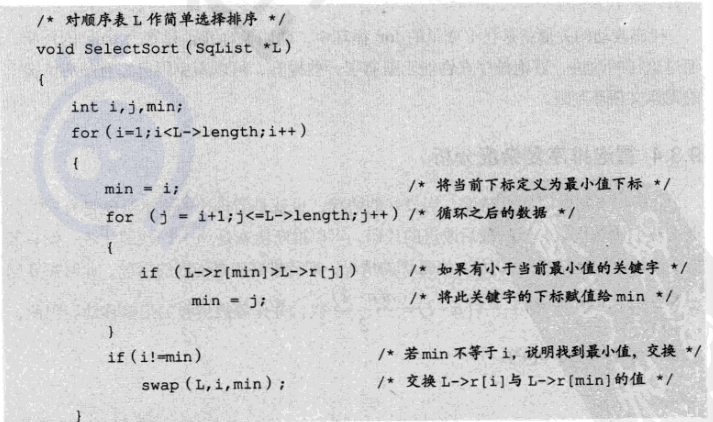 /* 对顺序表 L 作简单选择排序 */
void SelectSort(SqList *L)
{
int i,j,min;
for(i=1;i<L->length;i++)
{
min = i; /* 将当前下标定义为最小值下标 */
for (j = i+1;j<=L->length;j++) /* 循环之后的数据 */
{
if (L->r[min]>L->r[j]) /* 如果有小于当前最小值的关键字 */
min = j; /* 将此关键字的下标赋值给 min */
}
if(i!=min) /* 若 min 不等于 i，说明找到最小值，交换 */
swap(L,i,min); /* 交换 L->r[i]与 L->r[min]的值 */
}